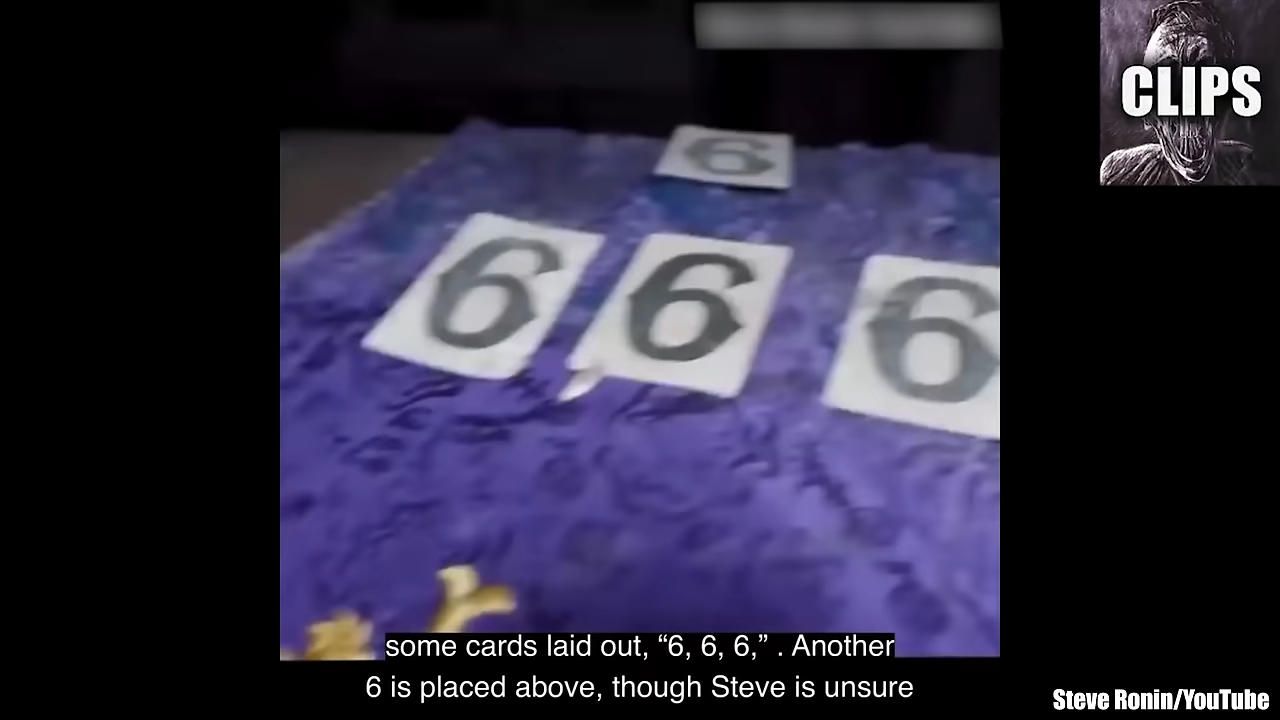 CLIPS
6
6 6 6
some cards laid out, “6, 6, 6,” . Another
6 is placed above, though Steve is unsure
Steve Ronin/YouTube